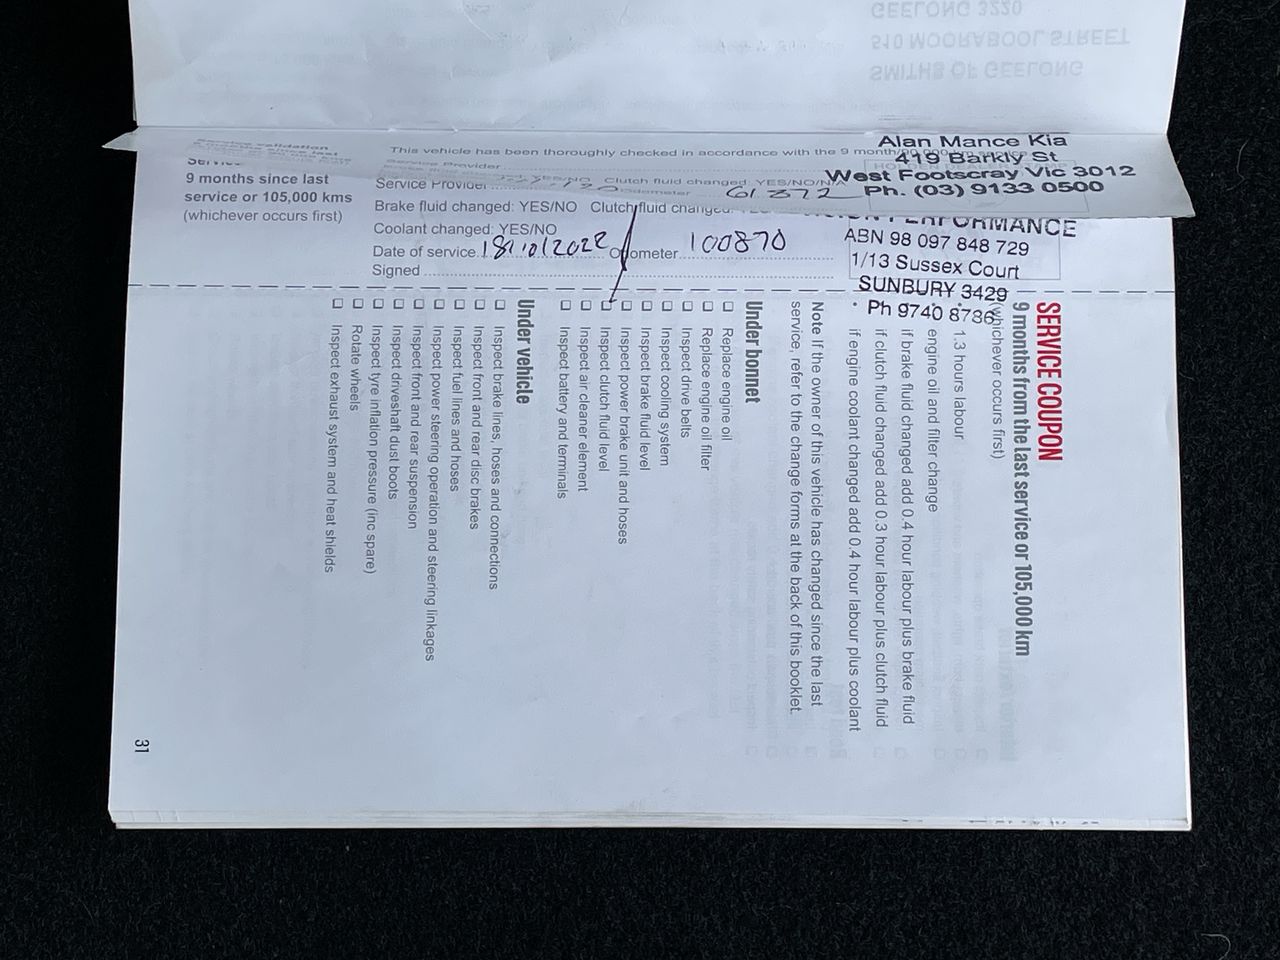 GEELONG 3220
510 MOORABOOL STREET
SMITHS OF GEELONG
This vehicle has been thoroughly checked in accordance with the 9 month
Alan Mance Kia
419 Barkly St
West Footscray Vic 3012
Ph. (03) 9133 0500
Service Provider
Clutch fluid changed YES/NO/N/A
61372
9 months since last
service or 105,000 kms
(whichever occurs first)
Service Provider
Brake fluid changed: YES/NO Clutch fluid changed:
Coolant changed: YES/NO
Date of service 18/10/2022 Odometer 100870
Signed
PERFORMANCE
ABN 98 097 848 729
1/13 Sussex Court
SUNBURY 3429
Ph 9740 8786
SERVICE COUPON
9 months from the last service or 105,000 km
(whichever occurs first)
• 1.3 hours labour
engine oil and filter change
if brake fluid changed add 0.4 hour labour plus brake fluid
if clutch fluid changed add 0.3 hour labour plus clutch fluid
• if engine coolant changed add 0.4 hour labour plus coolant
Note If the owner of this vehicle has changed since the last
service, refer to the change forms at the back of this booklet.
Under bonnet
Replace engine oil
Replace engine oil filter
Inspect drive belts
Inspect cooling system
Inspect brake fluid level
Inspect power brake unit and hoses
Inspect clutch fluid level
Inspect air cleaner element
Inspect battery and terminals
Under vehicle
Inspect brake lines, hoses and connections
Inspect front and rear disc brakes
Inspect fuel lines and hoses
Inspect power steering operation and steering linkages
Inspect front and rear suspension
Inspect driveshaft dust boots
Inspect tyre inflation pressure (inc spare)
Rotate wheels
Inspect exhaust system and heat shields
31